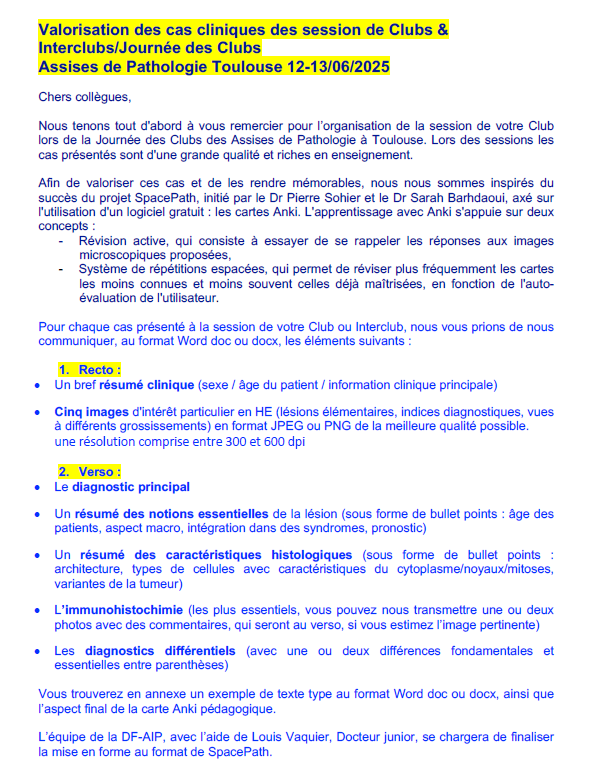 Valorisation des cas cliniques des session de Clubs &
Interclubs/Journée des Clubs
Assises de Pathologie Toulouse 12-13/06/2025
Chers collègues,
Nous tenons tout d'abord à vous remercier pour l'organisation de la session de votre Club
lors de la Journée des Clubs des Assises de Pathologie à Toulouse. Lors des sessions les
cas présentés sont d'une grande qualité et riches en enseignement.
Afin de valoriser ces cas et de les rendre mémorables, nous nous sommes inspirés du
succès du projet SpacePath, initié par le Dr Pierre Sohier et le Dr Sarah Barhdaoui, axé sur
l'utilisation d'un logiciel gratuit : les cartes Anki. L'apprentissage avec Anki s'appuie sur deux
concepts :
- Révision active, qui consiste à essayer de se rappeler les réponses aux images
microscopiques proposées,
- Système de répétitions espacées, qui permet de réviser plus fréquemment les cartes
les moins connues et moins souvent celles déjà maîtrisées, en fonction de l'auto-
évaluation de l'utilisateur.
Pour chaque cas présenté à la session de votre Club ou Interclub, nous vous prions de nous
communiquer, au format Word doc ou docx, les éléments suivants :
1. Recto :
• Un bref résumé clinique (sexe / âge du patient / information clinique principale)
• Cinq images d'intérêt particulier en HE (lésions élémentaires, indices diagnostiques, vues
à différents grossissements) en format JPEG ou PNG de la meilleure qualité possible.
une résolution comprise entre 300 et 600 dpi
2. Verso :
• Le diagnostic principal
• Un résumé des notions essentielles de la lésion (sous forme de bullet points : âge des
patients, aspect macro, intégration dans des syndromes, pronostic)
• Un résumé des caractéristiques histologiques (sous forme de bullet points :
architecture, types de cellules avec caractéristiques du cytoplasme/noyaux/mitoses,
variantes de la tumeur)
• L'immunohistochimie (les plus essentiels, vous pouvez nous transmettre une ou deux
photos avec des commentaires, qui seront au verso, si vous estimez l'image pertinente)
• Les diagnostics différentiels (avec une ou deux différences fondamentales et
essentielles entre parenthèses)
Vous trouverez en annexe un exemple de texte type au format Word doc ou docx, ainsi que
l'aspect final de la carte Anki pédagogique.
L'équipe de la DF-AIP, avec l'aide de Louis Vaquier, Docteur junior, se chargera de finaliser
la mise en forme au format de SpacePath.